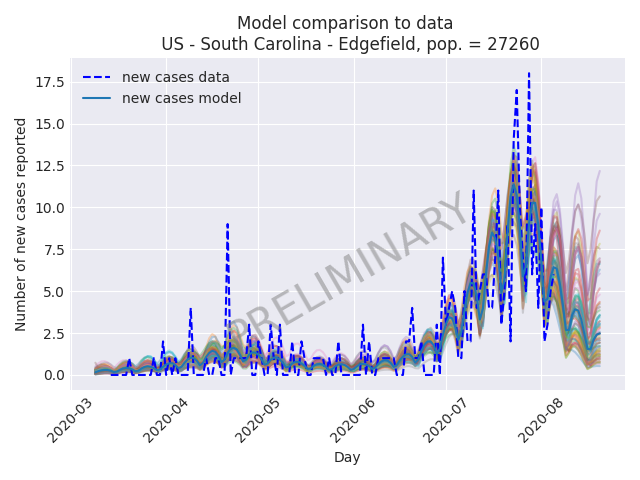 Model comparison to data
US - South Carolina - Edgefield, pop. = 27260
new cases data
new cases model
PRELIMINARY
Number of new cases reported
17.5
15.0
12.5
10.0
7.5
5.0
2.5
0.0
2020-03
2020-04
2020-05
2020-06
2020-07
2020-08
Day